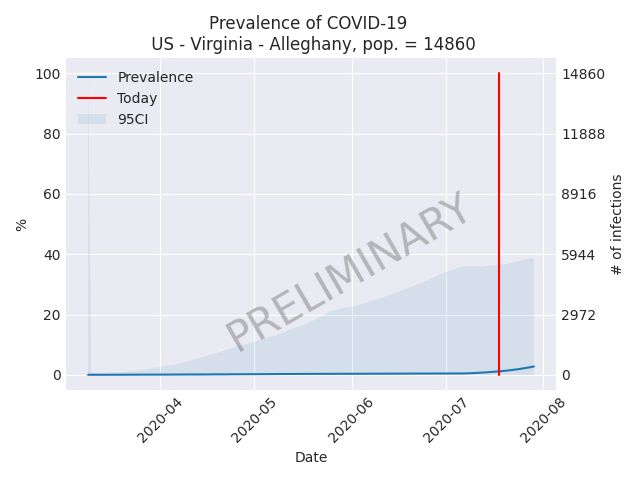 Prevalence of COVID-19
US - Virginia - Alleghany, pop. = 14860
Prevalence
Today
95CI
100
80
60
40
20
0
%
14860
11888
8916
5944
2972
0
# of infections
PRELIMINARY
2020-04
2020-05
2020-06
2020-07
2020-08
Date